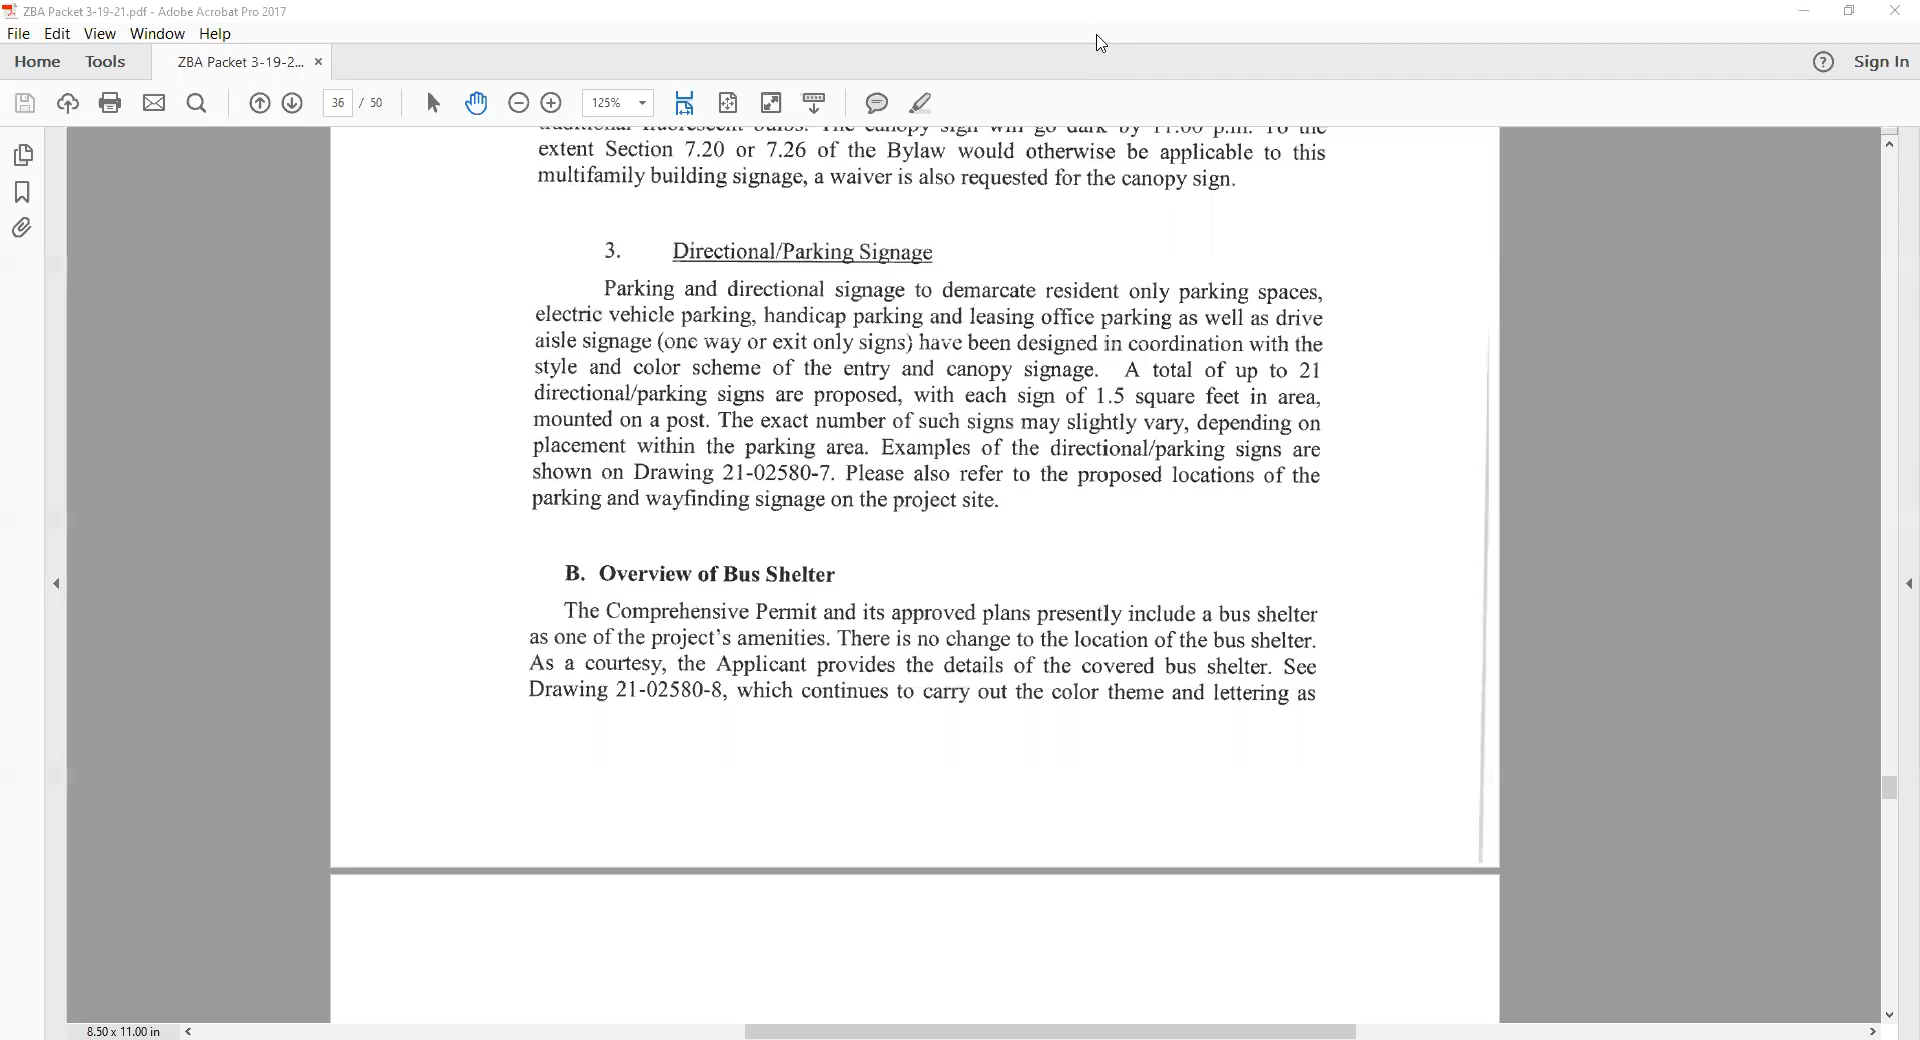 ZBA Packet 3-19-21.pdf - Adobe Acrobat Pro 2017
File Edit View Window Help
Home Tools ZBA Packet 3-19-2... × ? Sign In
36 / 50 125%
traditional fluorescent bulbs. The canopy sign will go dark by 11:00 p.m. To the
extent Section 7.20 or 7.26 of the Bylaw would otherwise be applicable to this
multifamily building signage, a waiver is also requested for the canopy sign.
3. Directional/Parking Signage
Parking and directional signage to demarcate resident only parking spaces,
electric vehicle parking, handicap parking and leasing office parking as well as drive
aisle signage (one way or exit only signs) have been designed in coordination with the
style and color scheme of the entry and canopy signage. A total of up to 21
directional/parking signs are proposed, with each sign of 1.5 square feet in area,
mounted on a post. The exact number of such signs may slightly vary, depending on
placement within the parking area. Examples of the directional/parking signs are
shown on Drawing 21-02580-7. Please also refer to the proposed locations of the
parking and wayfinding signage on the project site.
B. Overview of Bus Shelter
The Comprehensive Permit and its approved plans presently include a bus shelter
as one of the project's amenities. There is no change to the location of the bus shelter.
As a courtesy, the Applicant provides the details of the covered bus shelter. See
Drawing 21-02580-8, which continues to carry out the color theme and lettering as
8.50 x 11.00 in